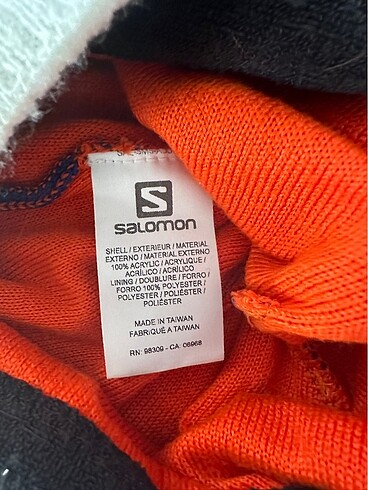 S
SALOMON
SHELL / EXTERIEUR / MATERIAL
EXTERNO / MATERIAL EXTERNO
100% ACRYLIC / ACRYLIQUE /
ACRÍLICO / ACRÍLICO
LINING / DOUBLURE / FORRO /
FORRO 100% POLYESTER /
POLYESTER / POLIÉSTER /
POLIÉSTER
MADE IN TAIWAN
FABRIQUÉ A TAIWAN
RN: 98309 - CA: 06968